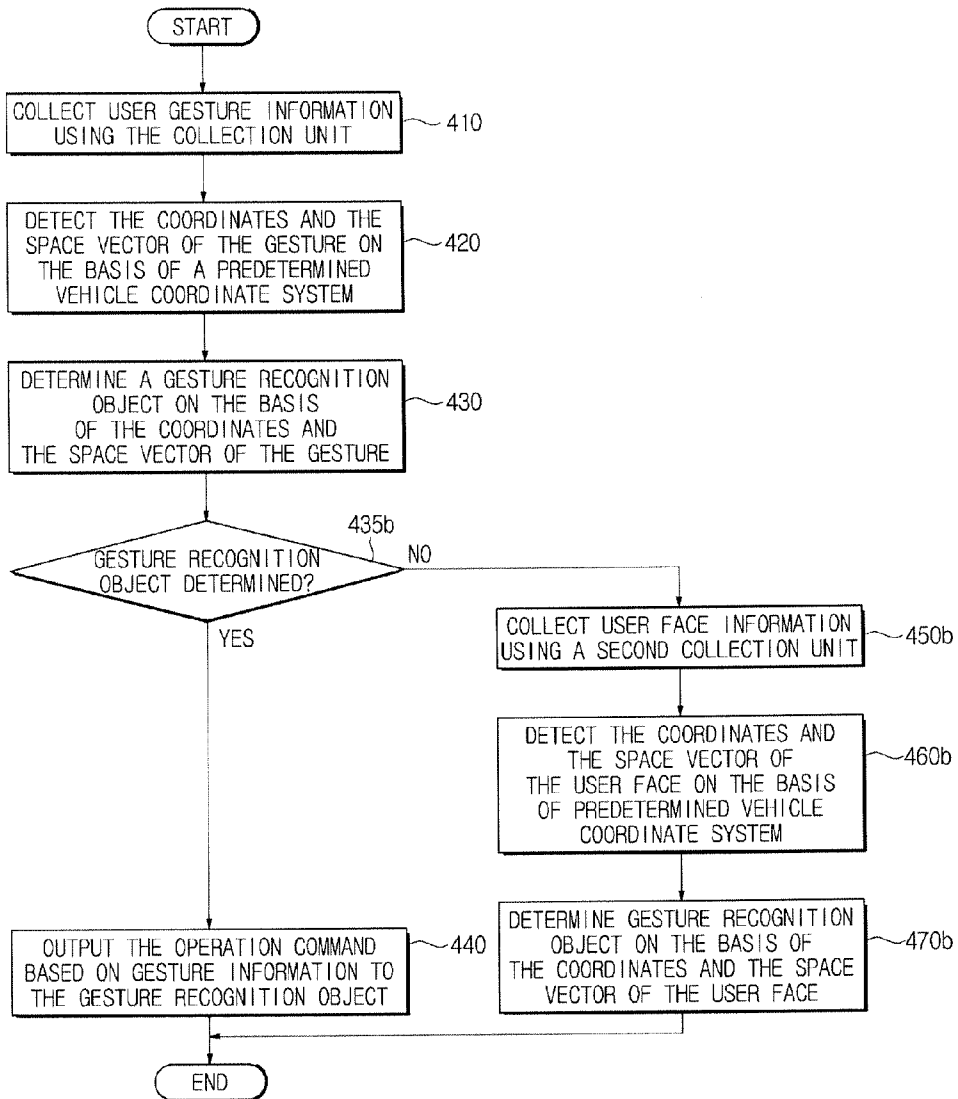 START
COLLECT USER GESTURE INFORMATION
USING THE COLLECTION UNIT
410
DETECT THE COORDINATES AND THE
SPACE VECTOR OF THE GESTURE ON
THE BASIS OF A PREDETERMINED
VEHICLE COORDINATE SYSTEM
420
DETERMINE A GESTURE RECOGNITION
OBJECT ON THE BASIS
OF THE COORDINATES AND
THE SPACE VECTOR OF THE GESTURE
430
435b
GESTURE RECOGNITION
OBJECT DETERMINED?
NO
YES
COLLECT USER FACE INFORMATION
USING A SECOND COLLECTION UNIT
450b
DETECT THE COORDINATES AND
THE SPACE VECTOR OF
THE USER FACE ON THE BASIS
OF PREDETERMINED VEHICLE
COORDINATE SYSTEM
460b
DETERMINE GESTURE RECOGNITION
OBJECT ON THE BASIS OF
THE COORDINATES AND THE SPACE
VECTOR OF THE USER FACE
470b
OUTPUT THE OPERATION COMMAND
BASED ON GESTURE INFORMATION TO
THE GESTURE RECOGNITION OBJECT
440
END